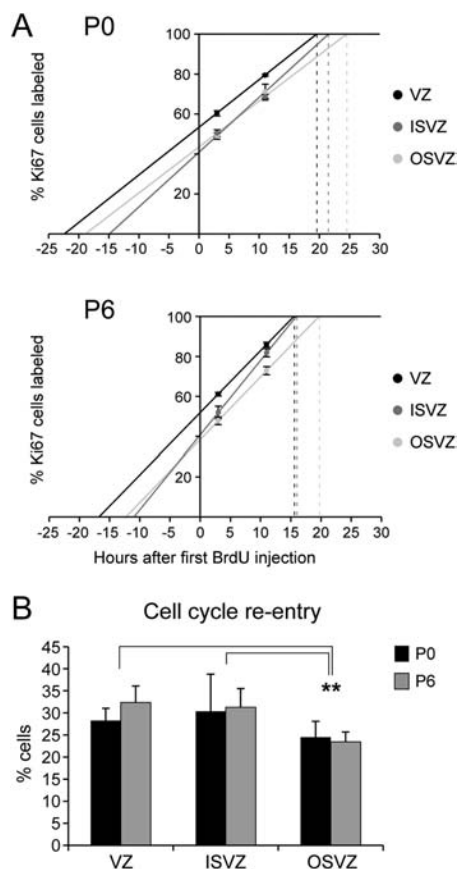 A
P0
% Ki67 cells labeled
100
80
60
40
20
-25 -20 -15 -10 -5 0 5 10 15 20 25 30
VZ
ISVZ
OSVZ
P6
% Ki67 cells labeled
100
80
60
40
20
-25 -20 -15 -10 -5 0 5 10 15 20 25 30
Hours after first BrdU injection
VZ
ISVZ
OSVZ
B
Cell cycle re-entry
% cells
45
40
35
30
25
20
15
10
5
0
**
P0
P6
VZ ISVZ OSVZ